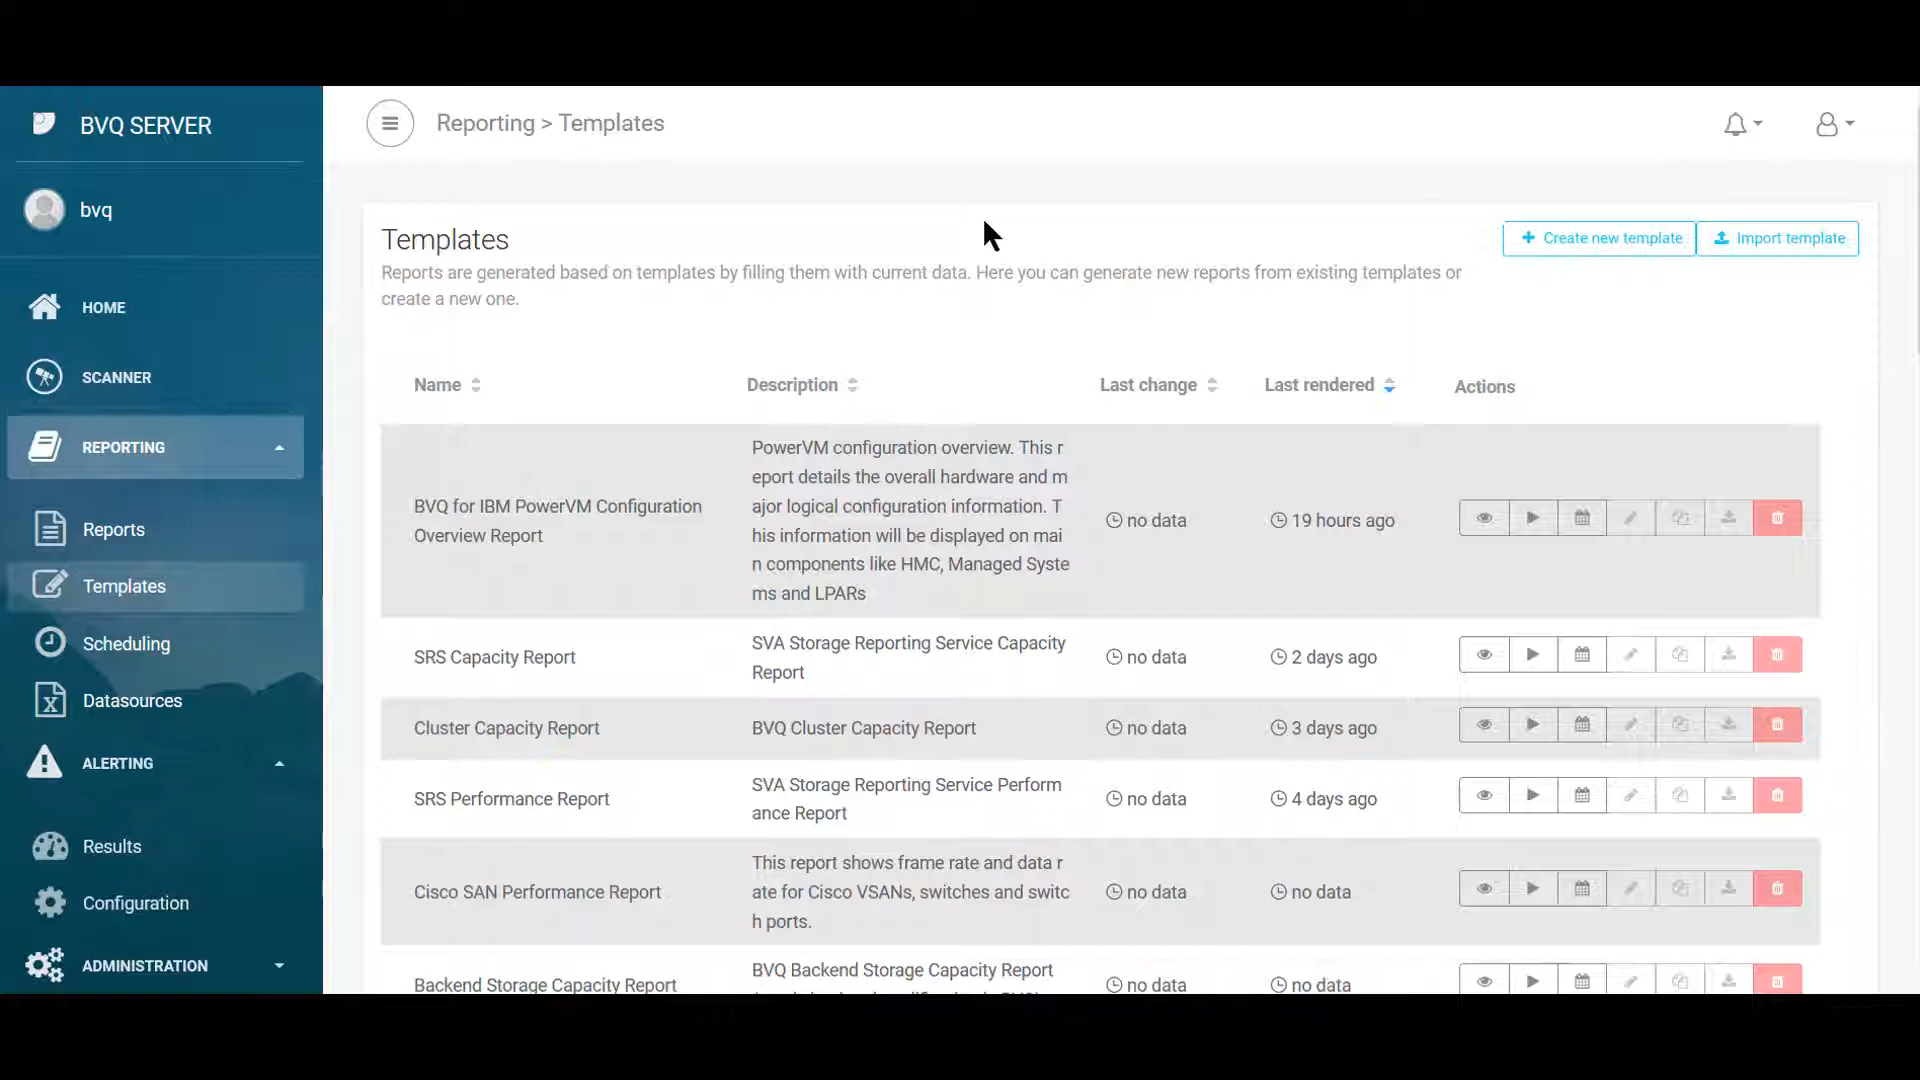 BVQ SERVER
Reporting > Templates
bvq
HOME
SCANNER
REPORTING
Reports
Templates
Scheduling
Datasources
ALERTING
Results
Configuration
ADMINISTRATION
Templates
Create new template
Import template
Reports are generated based on templates by filling them with current data. Here you can generate new reports from existing templates or
create a new one.
Name
Description
Last change
Last rendered
Actions
BVQ for IBM PowerVM Configuration
Overview Report
PowerVM configuration overview. This r
eport details the overall hardware and m
ajor logical configuration information. T
his information will be displayed on mai
n components like HMC, Managed Syste
ms and LPARs
no data
19 hours ago
SRS Capacity Report
SVA Storage Reporting Service Capacity
Report
no data
2 days ago
Cluster Capacity Report
BVQ Cluster Capacity Report
no data
3 days ago
SRS Performance Report
SVA Storage Reporting Service Perform
ance Report
no data
4 days ago
Cisco SAN Performance Report
This report shows frame rate and data r
ate for Cisco VSANs, switches and switc
h ports.
no data
no data
Backend Storage Capacity Report
BVQ Backend Storage Capacity Report
no data
no data